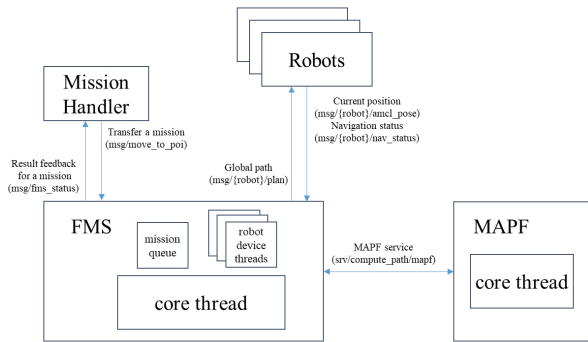 Robots
Mission
Handler
Current position
(msg/{robot}/amcl_pose)
Navigation status
(msg/{robot}/nav_status)
Transfer a mission
(msg/move_to_poi)
Result feedback
for a mission
(msg/fms_status)
Global path
(msg/{robot}/plan)
FMS
mission
queue
robot
device
threads
core thread
MAPF service
(srv/compute_path/mapf)
MAPF
core thread